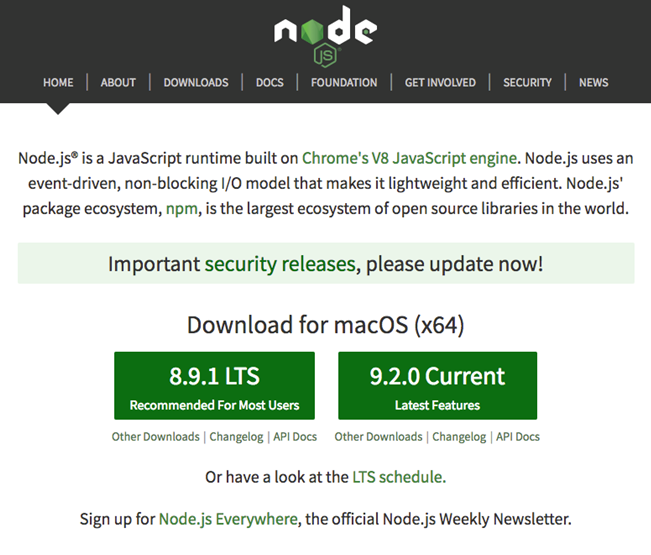 node
JS
HOME | ABOUT | DOWNLOADS | DOCS | FOUNDATION | GET INVOLVED | SECURITY | NEWS
Node.js® is a JavaScript runtime built on Chrome's V8 JavaScript engine. Node.js uses an
event-driven, non-blocking I/O model that makes it lightweight and efficient. Node.js'
package ecosystem, npm, is the largest ecosystem of open source libraries in the world.
Important security releases, please update now!
Download for macOS (x64)
8.9.1 LTS
Recommended For Most Users
9.2.0 Current
Latest Features
Other Downloads | Changelog | API Docs
Other Downloads | Changelog | API Docs
Or have a look at the LTS schedule.
Sign up for Node.js Everywhere, the official Node.js Weekly Newsletter.